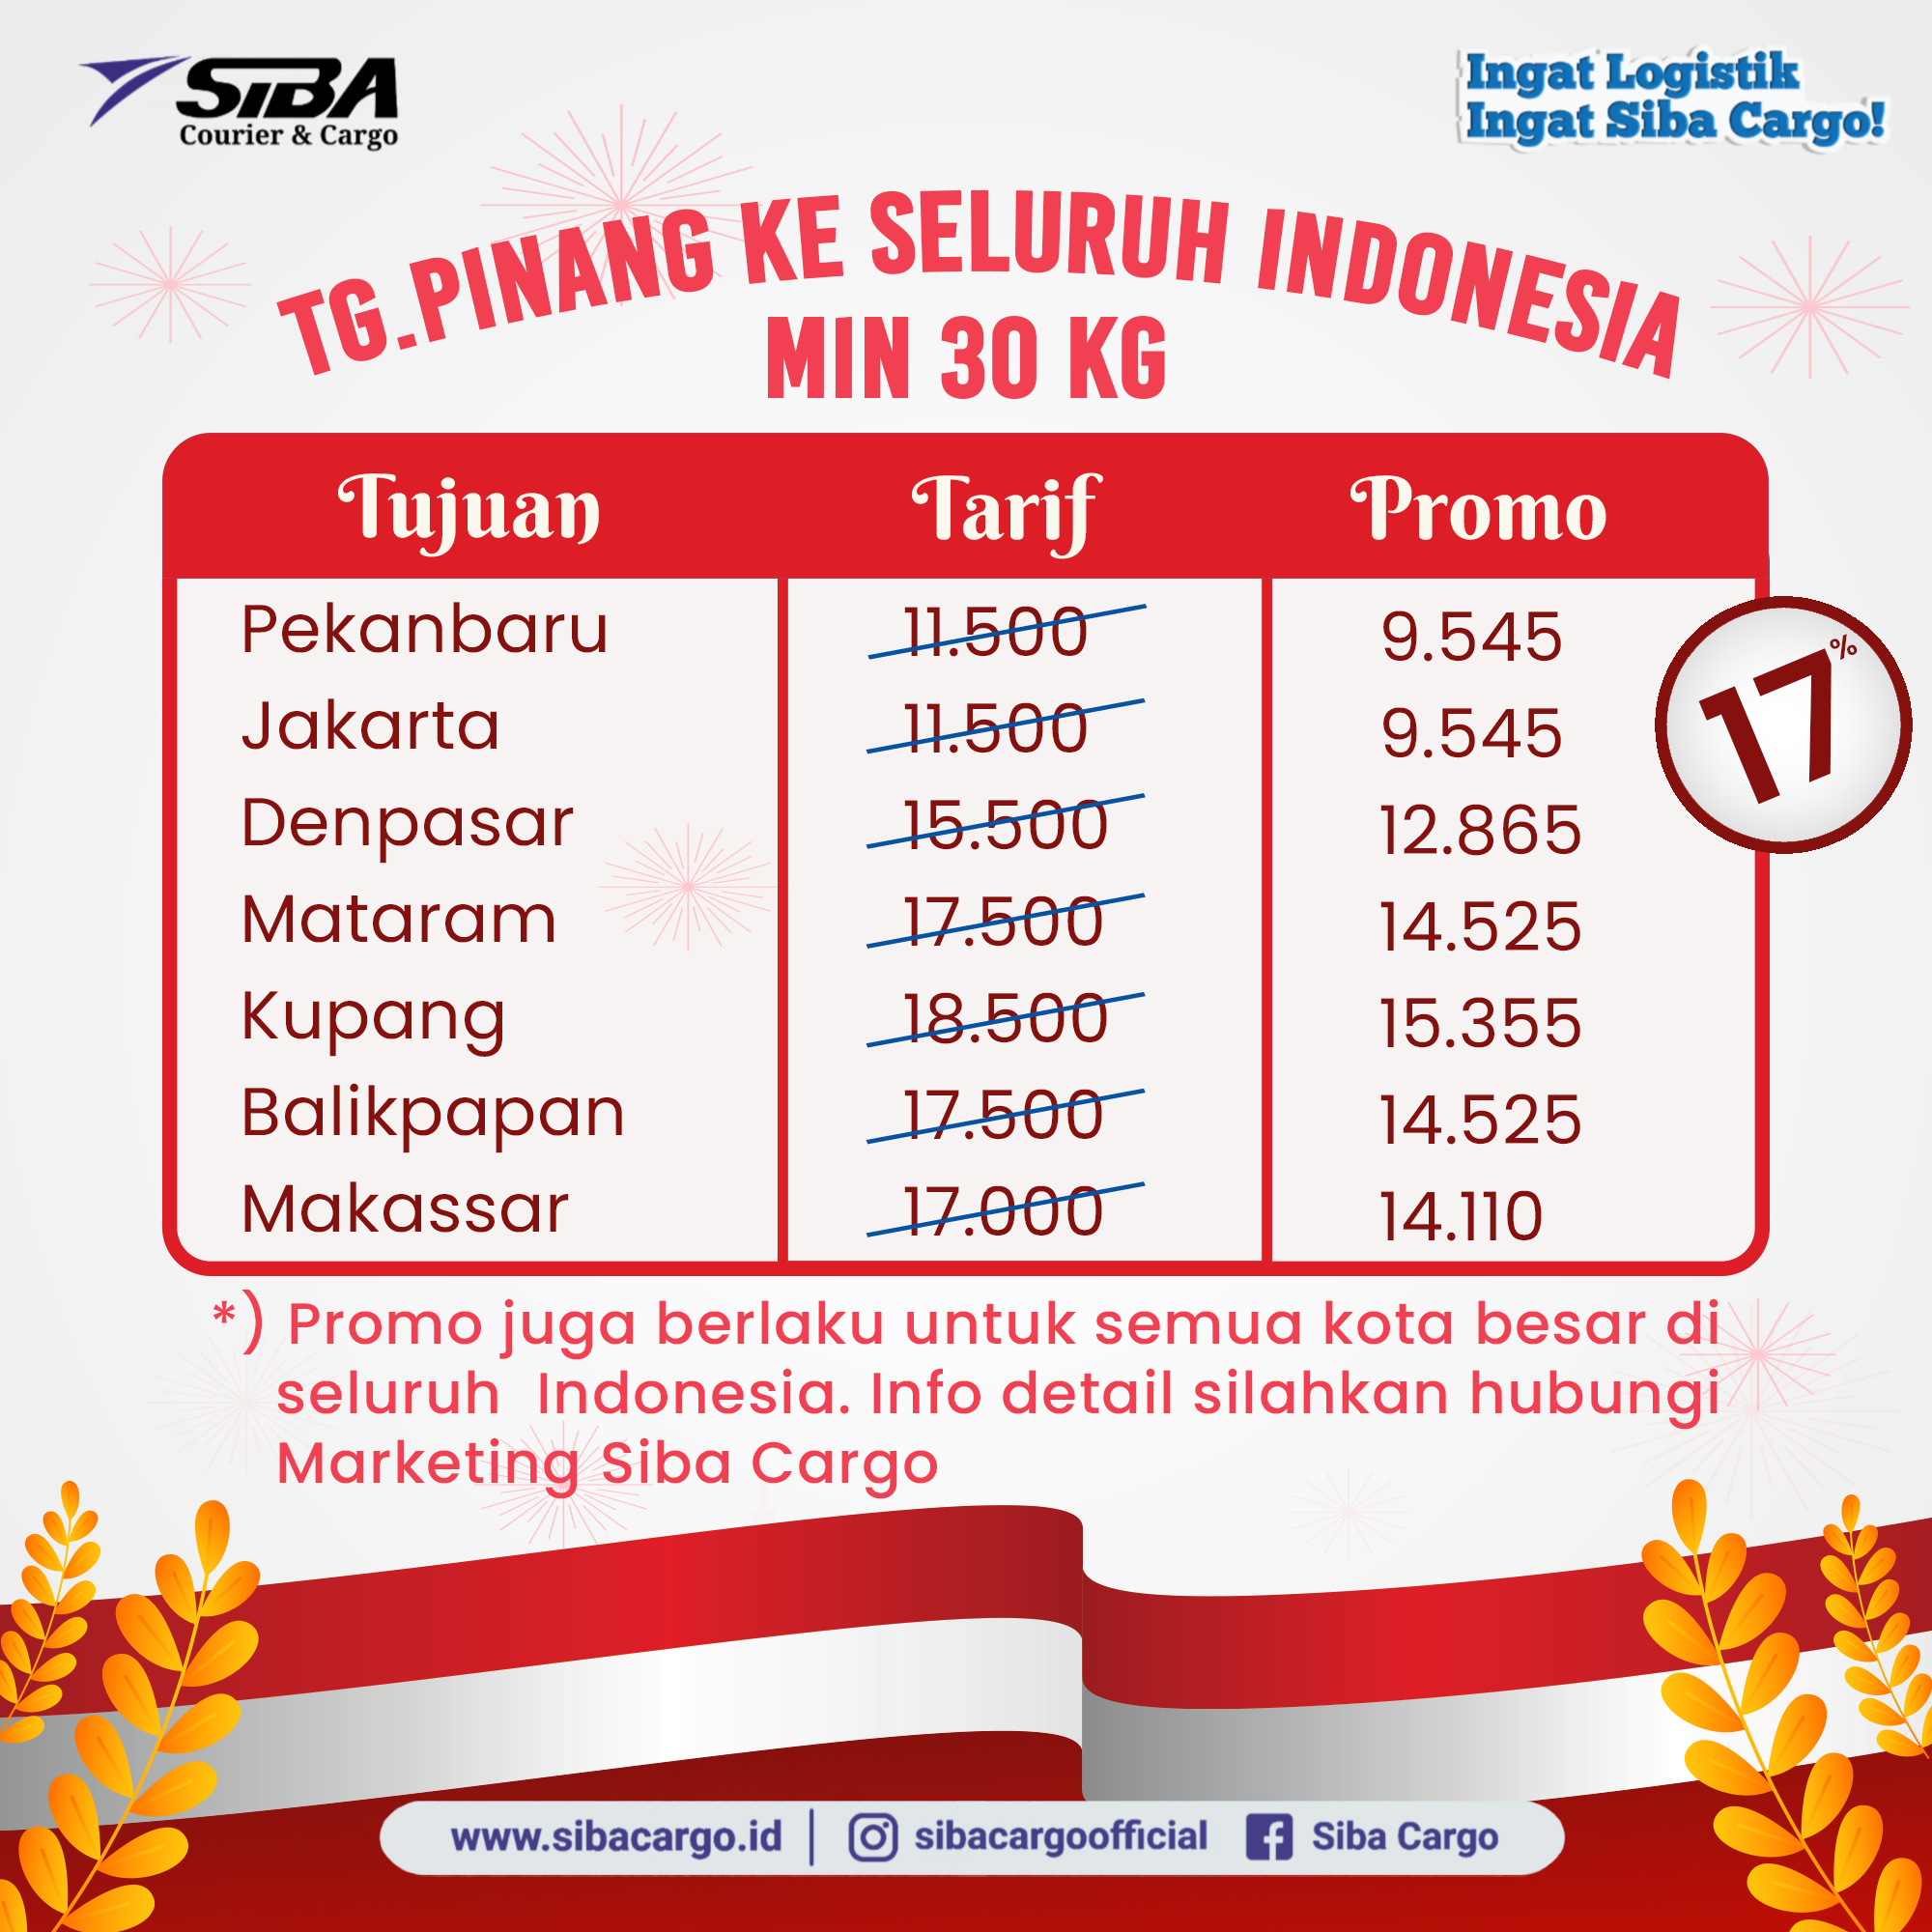 SIBA
Courier & Cargo
Ingat Logistik
Ingat Siba Cargo!
TG.PINANG KE SELURUH INDONESIA
MIN 30 KG
Tujuan Tarif Promo
Pekanbaru 11.500 9.545
Jakarta 11.500 9.545
17%
Denpasar 15.500 12.865
Mataram 17.500 14.525
Kupang 18.500 15.355
Balikpapan 17.500 14.525
Makassar 17.000 14.110
*) Promo juga berlaku untuk semua kota besar di
seluruh Indonesia. Info detail silahkan hubungi
Marketing Siba Cargo
www.sibacargo.id | sibacargoofficial Siba Cargo